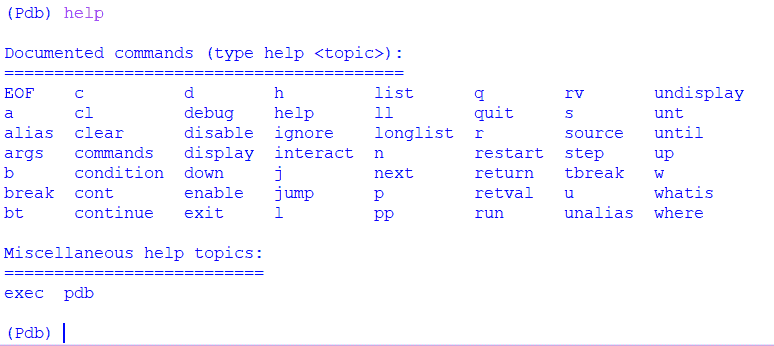 (Pdb) help
Documented commands (type help <topic>):
========================================
EOF    c          d        h         list      q        rv       undisplay
a      cl         debug    help      ll        quit     s        unt
alias  clear      disable  ignore    longlist  r        source   until
args   commands   display  interact  n         restart  step     up
b      condition  down     j         next      return   tbreak   w
break  cont       enable   jump      p         retval   u        whatis
bt     continue   exit     l         pp        run      unalias  where
Miscellaneous help topics:
==========================
exec  pdb
(Pdb)